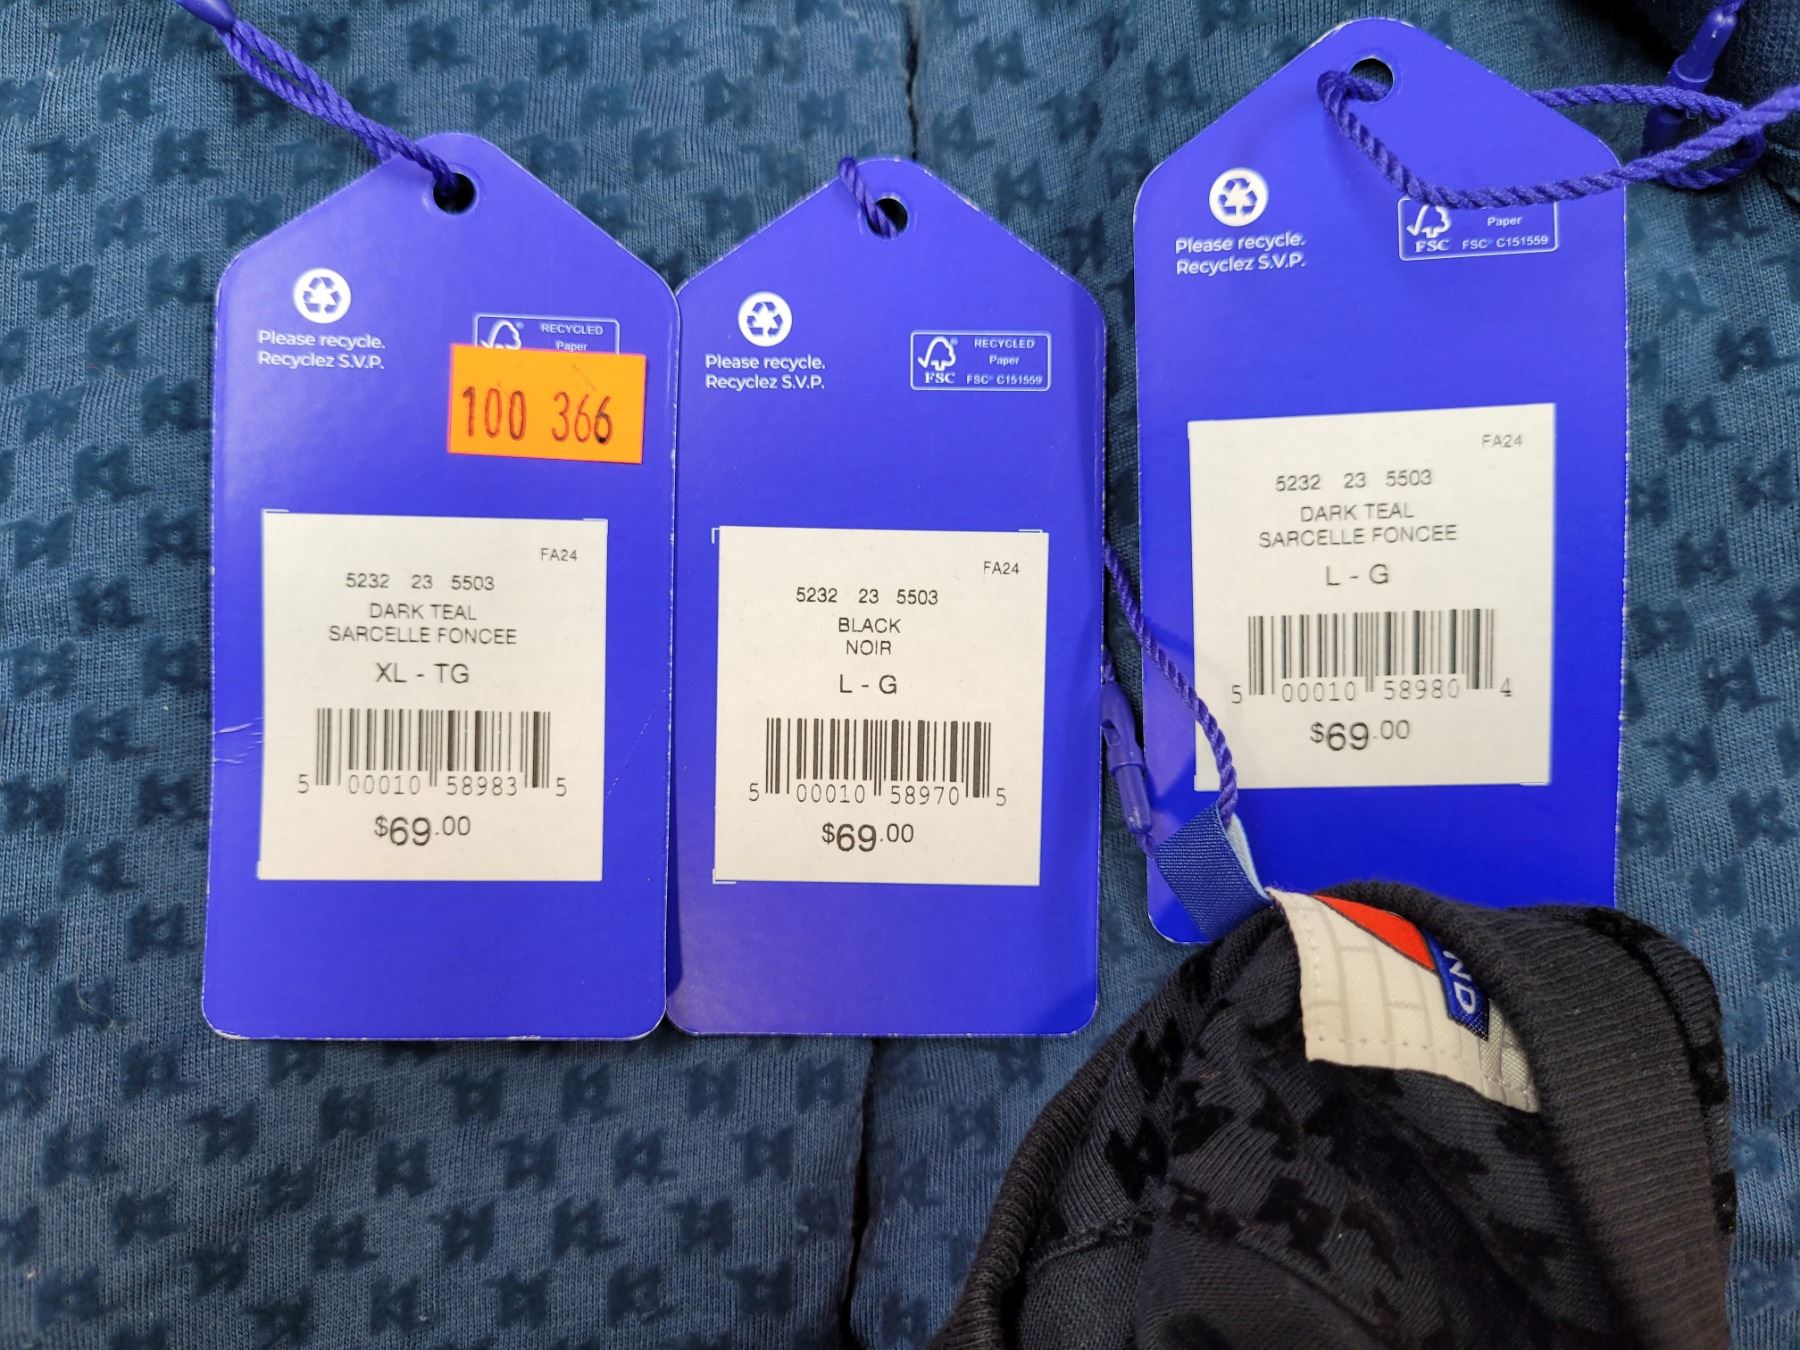 Please recycle.
Recyclez S.V.P.
RECYCLED
Paper
100 366
FA24
5232 23 5503
DARK TEAL
SARCELLE FONCEE
XL - TG
5 00010 58983 5
$69.00
Please recycle.
Recyclez S.V.P.
RECYCLED
Paper
FSC FSC® C151559
FA24
5232 23 5503
BLACK
NOIR
L - G
5 00010 58970 5
$69.00
Please recycle.
Recyclez S.V.P.
Paper
FSC FSC® C151559
FA24
5232 23 5503
DARK TEAL
SARCELLE FONCEE
L - G
5 00010 58980 4
$69.00
ND